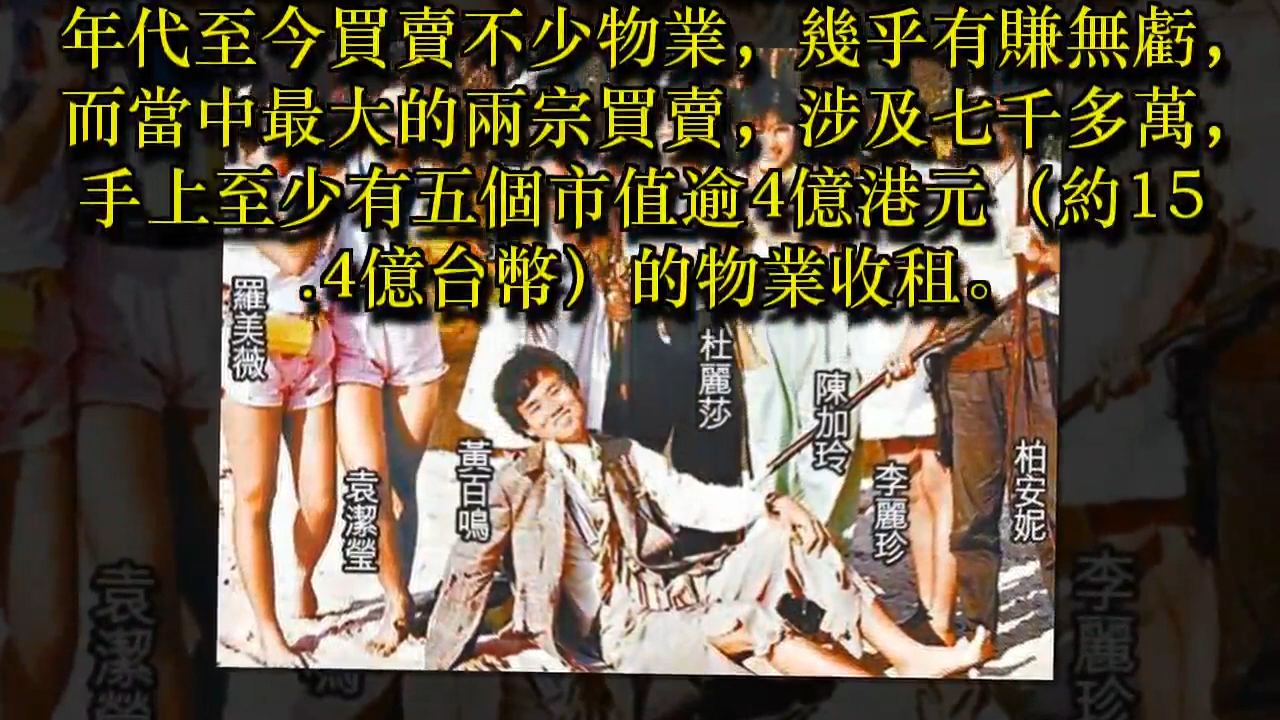 年代至今買賣不少物業，幾乎有賺無虧，
而當中最大的兩宗買賣，涉及七千多萬，
手上至少有五個市值逾4億港元（約15
.4億台幣）的物業收租。
羅美薇
袁潔瑩
黃百鳴
杜麗莎
陳加玲
李麗珍
柏安妮
袁潔瑩
鳴
李麗珍